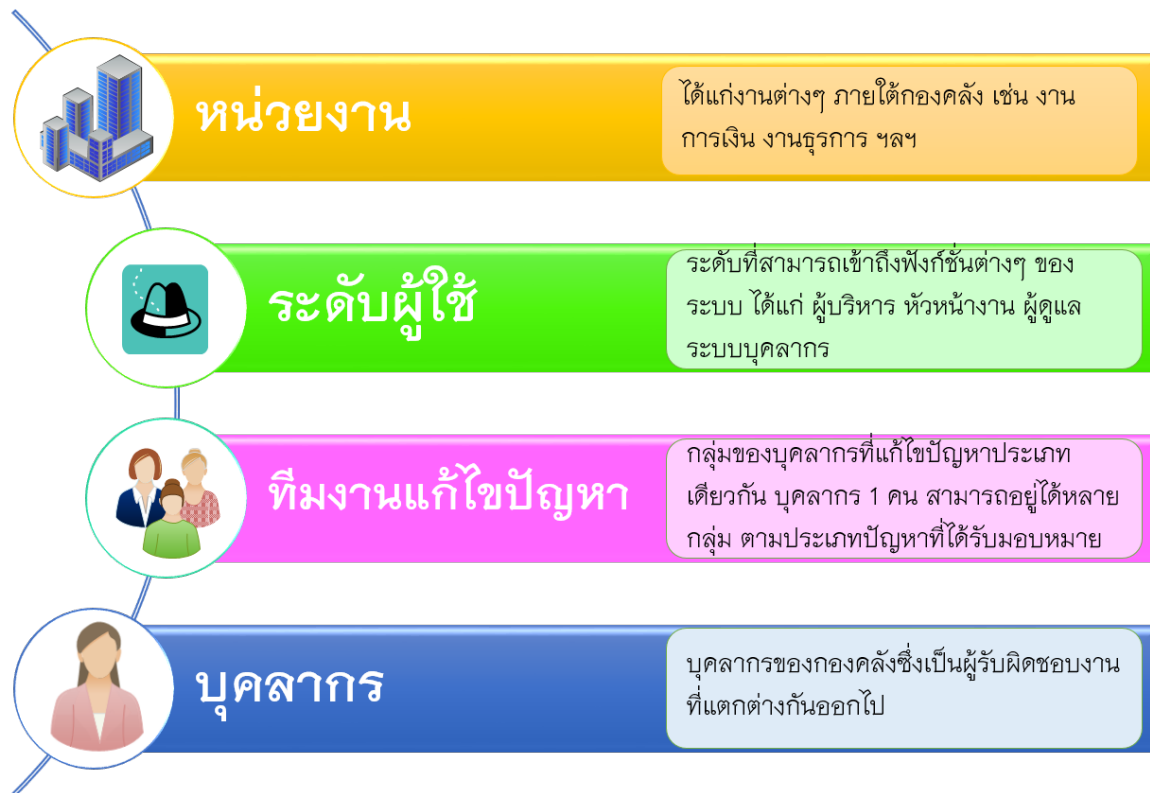 หน่วยงาน
ได้แก่งานต่างๆ ภายใต้กองคลัง เช่น งาน
การเงิน งานธุรการ ฯลฯ
ระดับผู้ใช้
ระดับที่สามารถเข้าถึงฟังก์ชั่นต่างๆ ของ
ระบบ ได้แก่ ผู้บริหาร หัวหน้างาน ผู้ดูแล
ระบบบุคลากร
ทีมงานแก้ไขปัญหา
กลุ่มของบุคลากรที่แก้ไขปัญหาประเภท
เดียวกัน บุคลากร 1 คน สามารถอยู่ได้หลาย
กลุ่ม ตามประเภทปัญหาที่ได้รับมอบหมาย
บุคลากร
บุคลากรของกองคลังซึ่งเป็นผู้รับผิดชอบงาน
ที่แตกต่างกันออกไป